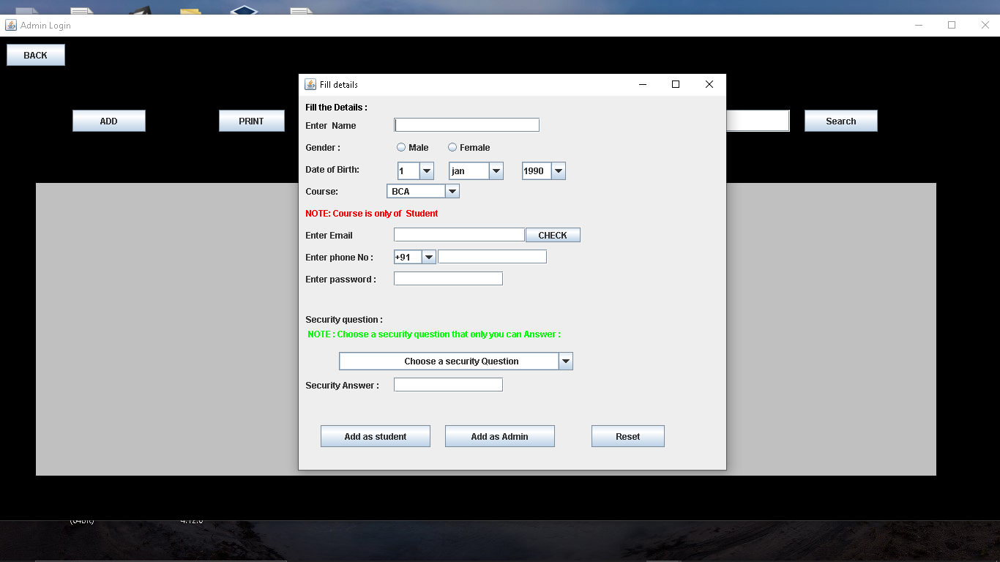 Admin Login
BACK
Fill details
Fill the Details :
ADD
PRINT
Search
Enter  Name
Gender :
Male
Female
Date of Birth:
1
jan
1990
Course:
BCA
NOTE: Course is only of  Student
Enter Email
CHECK
Enter phone No :
+91
Enter password :
Security question :
NOTE : Choose a security question that only you can Answer :
Choose a security Question
Security Answer :
Add as student
Add as Admin
Reset
(64bit)
4.12.0